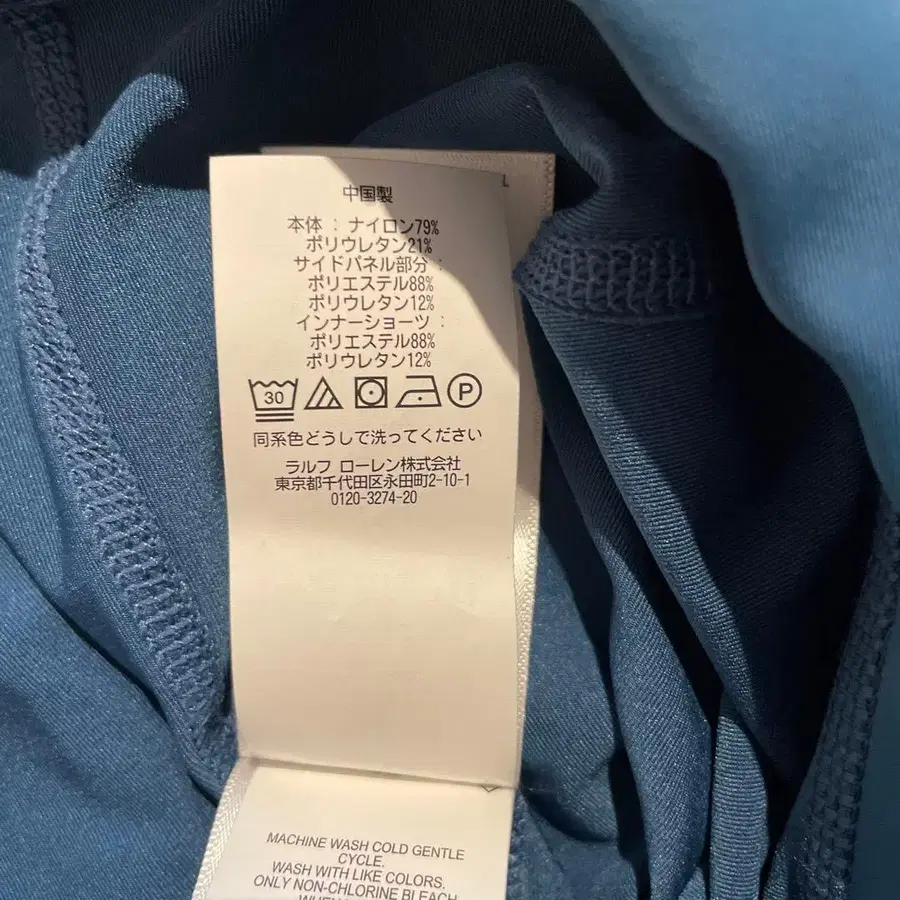 L
中国製
本体 : ナイロン79%
ポリウレタン21%
サイドパネル部分 :
ポリエステル88%
ポリウレタン12%
インナーショーツ :
ポリエステル88%
ポリウレタン12%
30 P
同系色どうしで洗ってください
ラルフ ローレン株式会社
東京都千代田区永田町2-10-1
0120-3274-20
MACHINE WASH COLD GENTLE
CYCLE.
WASH WITH LIKE COLORS.
ONLY NON-CHLORINE BLEACH